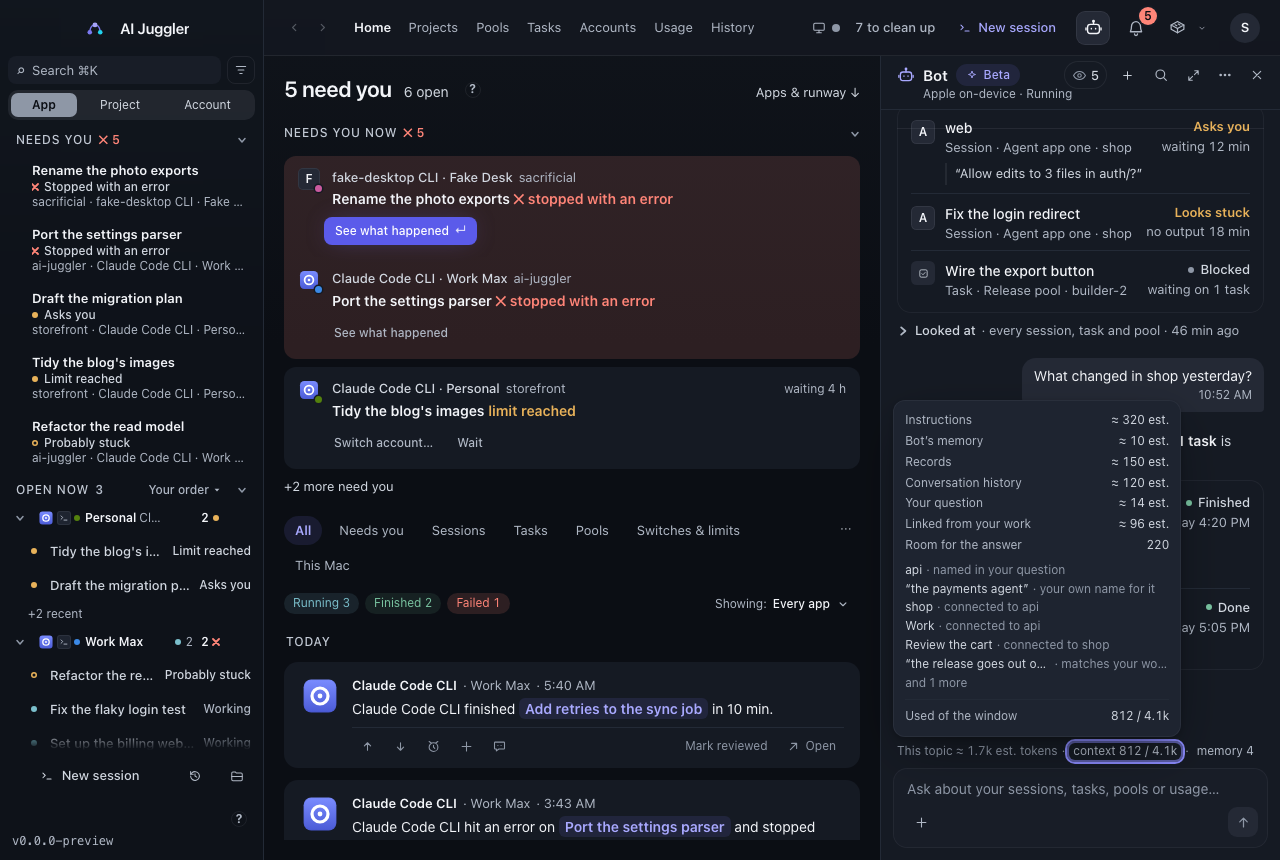 AI Juggler
Search ⌘K
App Project Account
NEEDS YOU 5
Rename the photo exports
Stopped with an error
sacrificial · fake-desktop CLI · Fake ...
Port the settings parser
Stopped with an error
ai-juggler · Claude Code CLI · Work ...
Draft the migration plan
Asks you
storefront · Claude Code CLI · Perso...
Tidy the blog's images
Limit reached
storefront · Claude Code CLI · Perso...
Refactor the read model
Probably stuck
ai-juggler · Claude Code CLI · Work ...
OPEN NOW 3 Your order
Personal Cl... 2
Tidy the blog's i... Limit reached
Draft the migration p... Asks you
+2 recent
Work Max 2 2
Refactor the re... Probably stuck
Fix the flaky login test Working
Set up the billing web... Working
New session
?
v0.0.0-preview
Home Projects Pools Tasks Accounts Usage History
7 to clean up
New session
5
S
5 need you 6 open ?
Apps & runway ↓
NEEDS YOU NOW 5
F
fake-desktop CLI · Fake Desk sacrificial
Rename the photo exports stopped with an error
See what happened
Claude Code CLI · Work Max ai-juggler
Port the settings parser stopped with an error
See what happened
Claude Code CLI · Personal storefront waiting 4 h
Tidy the blog's images limit reached
Switch account... Wait
+2 more need you
All Needs you Sessions Tasks Pools Switches & limits ...
This Mac
Running 3 Finished 2 Failed 1
Showing: Every app
TODAY
Claude Code CLI · Work Max · 5:40 AM
Claude Code CLI finished Add retries to the sync job in 10 min.
Mark reviewed Open
Claude Code CLI · Work Max · 3:43 AM
Claude Code CLI hit an error on Port the settings parser and stopped
Bot Beta 5
Apple on-device · Running
A web Asks you
Session · Agent app one · shop waiting 12 min
“Allow edits to 3 files in auth/?”
A Fix the login redirect Looks stuck
Session · Agent app one · shop no output 18 min
Wire the export button Blocked
Task · Release pool · builder-2 waiting on 1 task
Looked at · every session, task and pool · 46 min ago
What changed in shop yesterday?
10:52 AM
task is
Finished
ay 4:20 PM
Done
ay 5:05 PM
Instructions ≈ 320 est.
Bot's memory ≈ 10 est.
Records ≈ 150 est.
Conversation history ≈ 120 est.
Your question ≈ 14 est.
Linked from your work ≈ 96 est.
Room for the answer 220
api · named in your question
“the payments agent” · your own name for it
shop · connected to api
Work · connected to api
Review the cart · connected to shop
“the release goes out o... · matches your wo...
and 1 more
Used of the window 812 / 4.1k
This topic ≈ 1.7k est. tokens · context 812 / 4.1k · memory 4
Ask about your sessions, tasks, pools or usage...